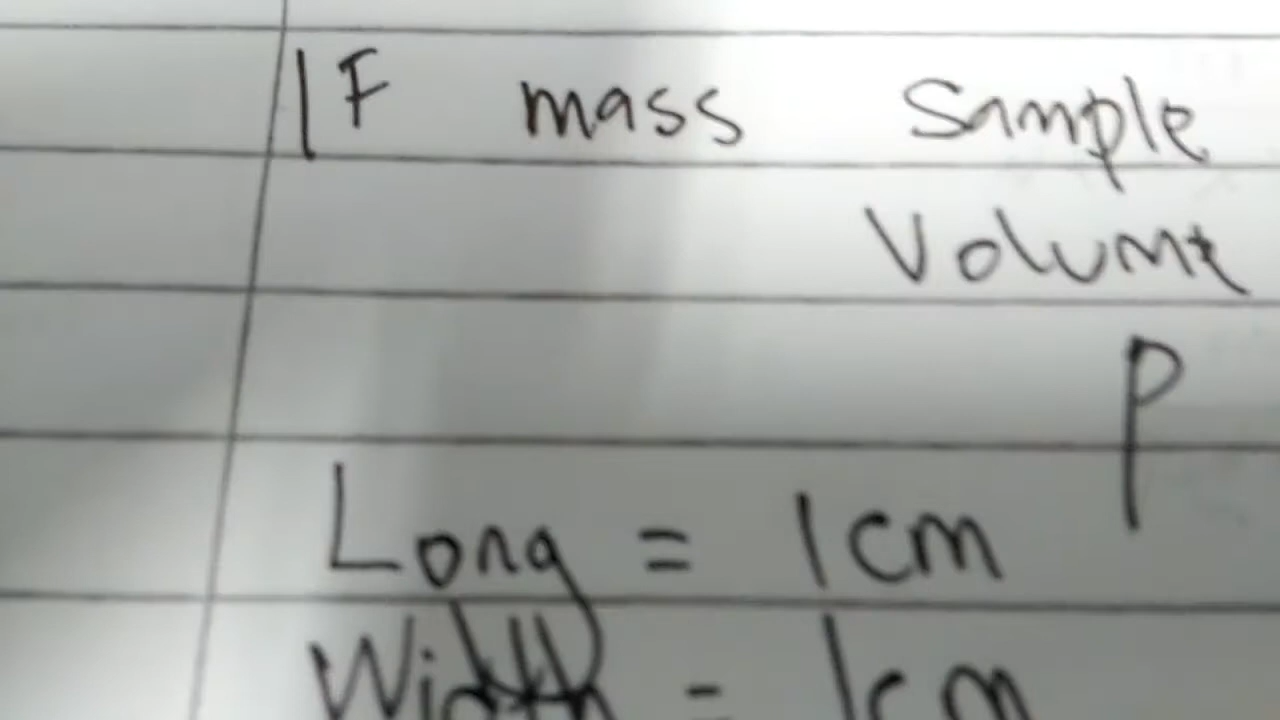 IF mass Sample
Volume
P
Long = 1cm
Width = 1cm